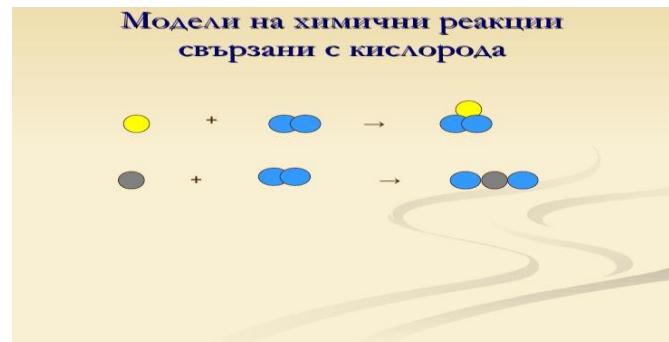 Модели на химични реакции
свързани с кислорода
+ →
+ →